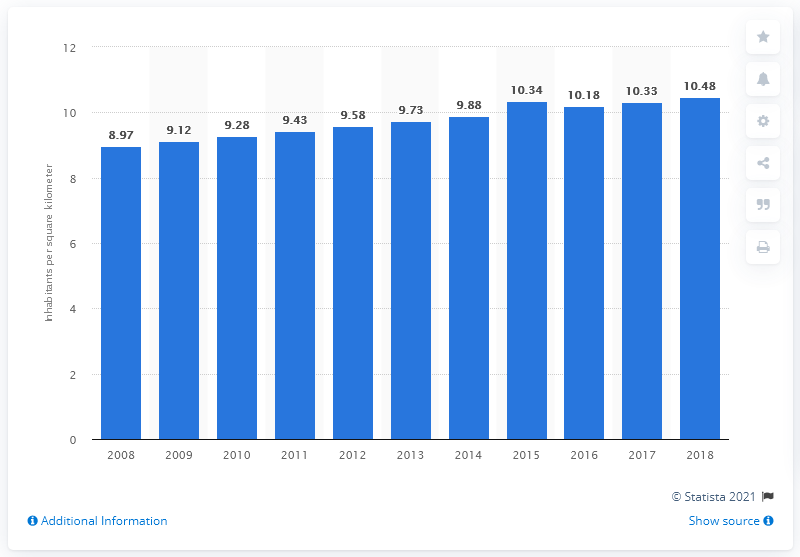 12
10
8
6
4
2
0
Inhabitants per square kilometer
8.97 9.12 9.28 9.43 9.58 9.73 9.88 10.34 10.18 10.33 10.48
2008 2009 2010 2011 2012 2013 2014 2015 2016 2017 2018
© Statista 2021
Additional Information Show source